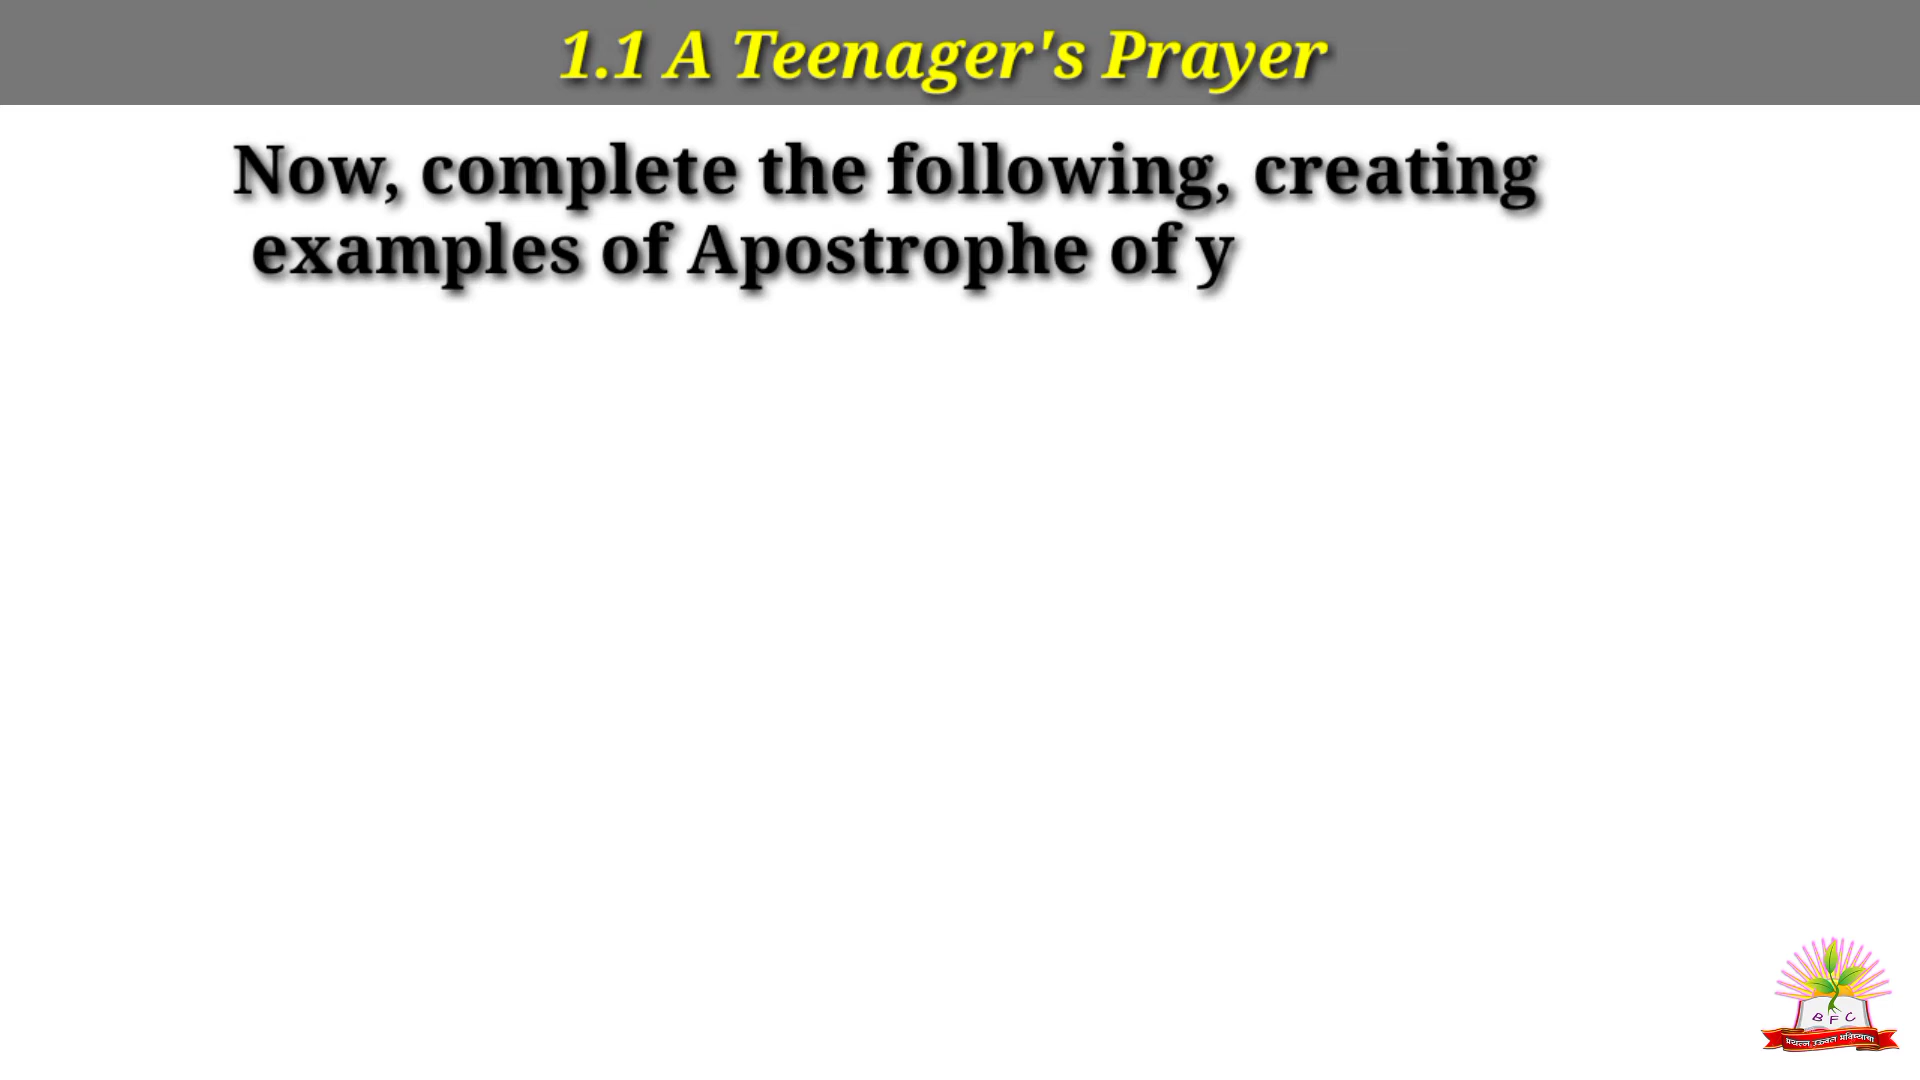 1.1 A Teenager's Prayer
Now, complete the following, creating
examples of Apostrophe of y
B F C